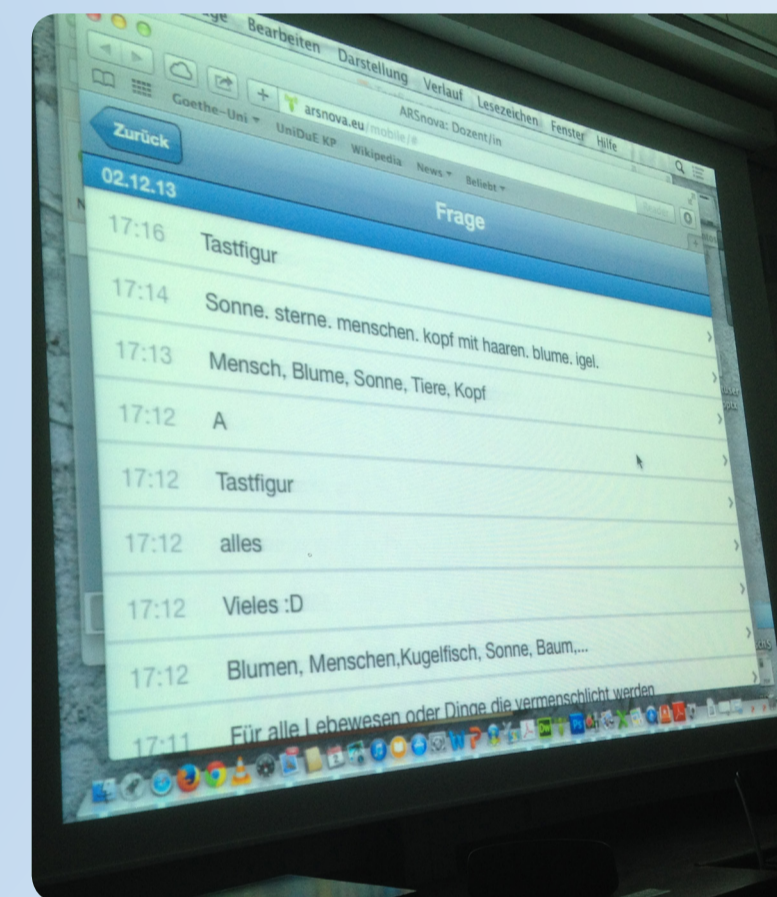 Bearbeiten Darstellung Verlauf Lesezeichen Fenster Hilfe
ARSnova: Dozent/in
arsnova.eu/mobile/#
Goethe-Uni UniDuE KP Wikipedia News Beliebt
Zurück
Frage
02.12.13
17:16 Tastfigur
17:14 Sonne. sterne. menschen. kopf mit haaren. blume. igel.
17:13 Mensch, Blume, Sonne, Tiere, Kopf
17:12 A
17:12 Tastfigur
17:12 alles
17:12 Vieles :D
17:12 Blumen, Menschen,Kugelfisch, Sonne, Baum,...
17:11 Für alle Lebewesen oder Dinge die vermenschlicht werden